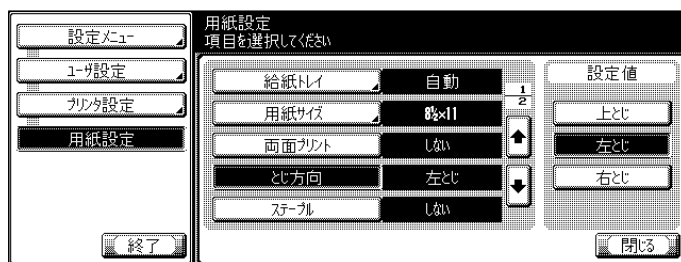 設定メニュー
ユーザ設定
プリンタ設定
用紙設定
終了
用紙設定
項目を選択してください
給紙トレイ 自動
用紙サイズ 8½×11
両面プリント しない
とじ方向 左とじ
ステープル しない
1
2
設定値
上とじ
左とじ
右とじ
閉じる